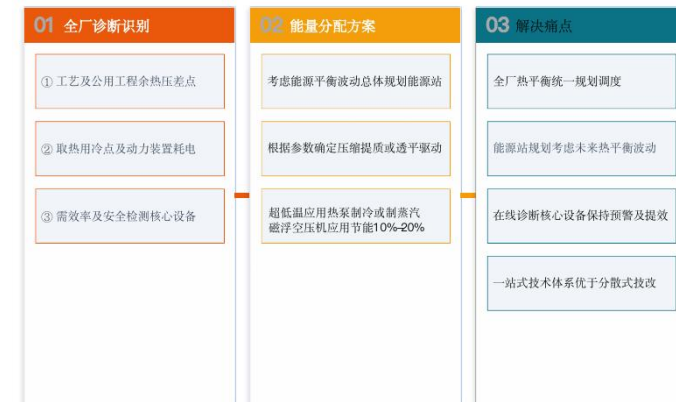 01 全厂诊断识别
① 工艺及公用工程余热压差点
② 取热用冷点及动力装置耗电
③ 需效率及安全检测核心设备
02 能量分配方案
考虑能源平衡波动总体规划能源站
根据参数确定压缩提质或透平驱动
超低温应用热泵制冷或制蒸汽
磁浮空压机应用节能10%-20%
03 解决痛点
全厂热平衡统一规划调度
能源站规划考虑未来热平衡波动
在线诊断核心设备保持预警及提效
一站式技术体系优于分散式技改